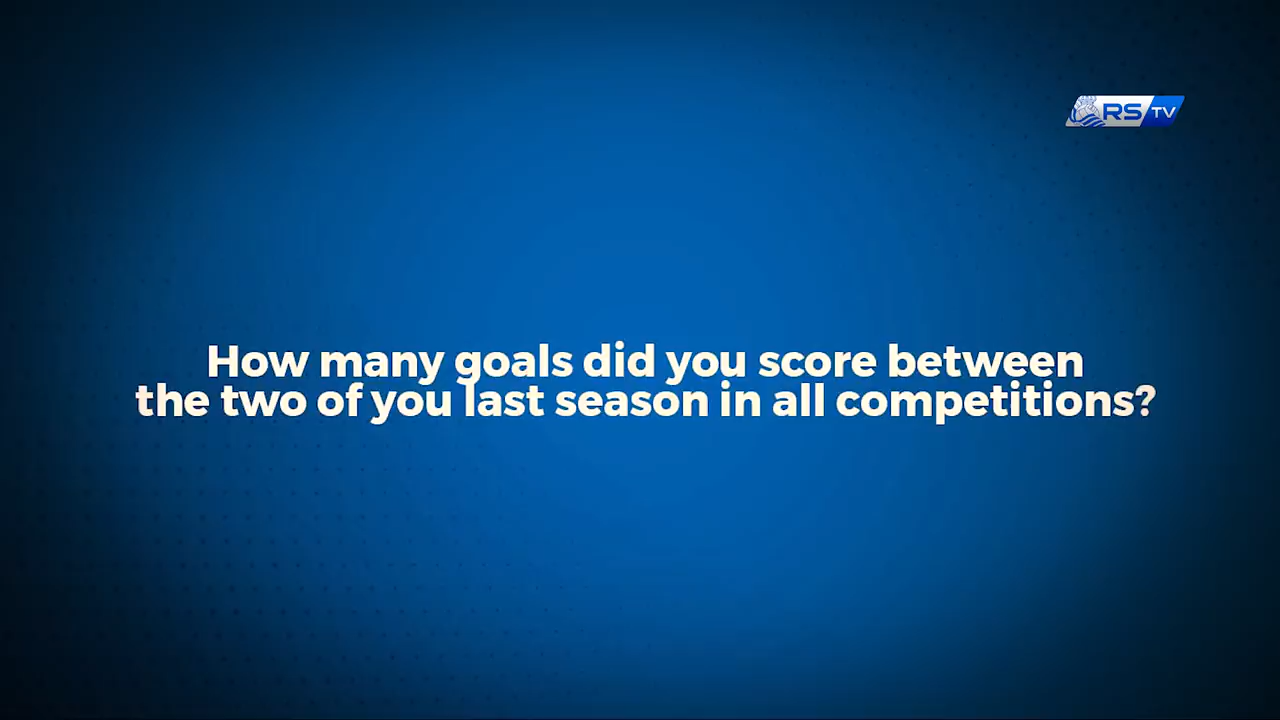 RS TV
How many goals did you score between
the two of you last season in all competitions?